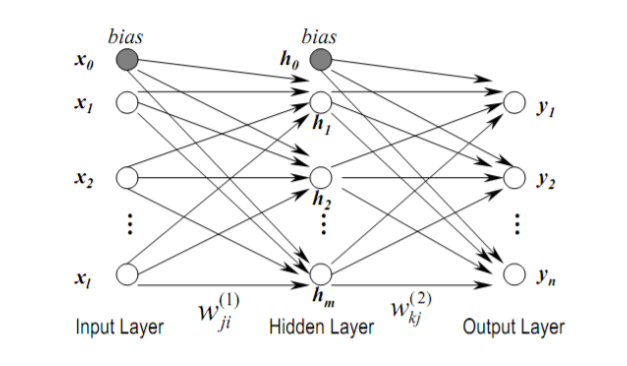 bias bias
x₀ h₀
x₁ h₁ y₁
x₂ h₂ y₂
⋮ ⋮ ⋮
xₗ hₘ yₙ
w⁽¹⁾ⱼᵢ w⁽²⁾ₖⱼ
Input Layer Hidden Layer Output Layer